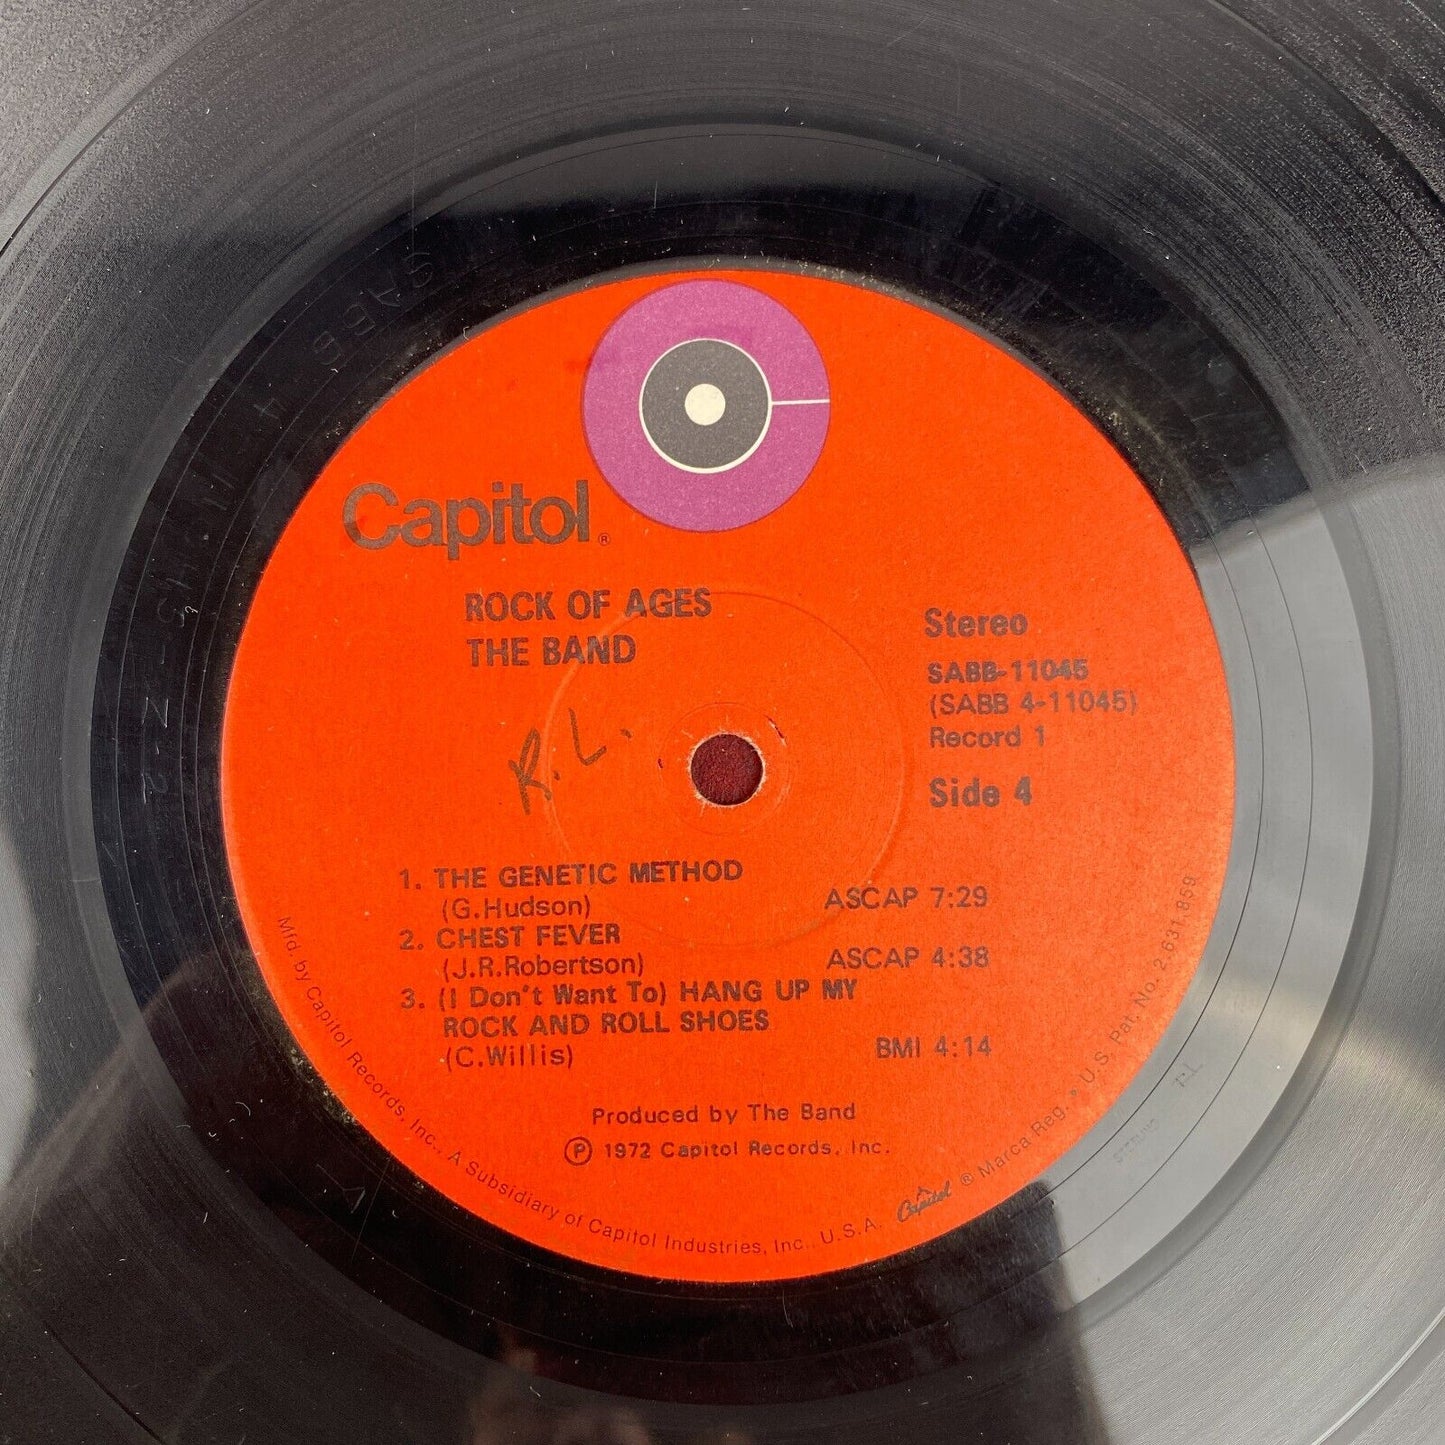 Capitol®
ROCK OF AGES
THE BAND
R.L.
Stereo
SABB-11045
(SABB 4-11045)
Record 1
Side 4
1. THE GENETIC METHOD
(G.Hudson) ASCAP 7:29
2. CHEST FEVER
(J.R.Robertson) ASCAP 4:38
3. (I Don't Want To) HANG UP MY
ROCK AND ROLL SHOES
(C.Willis) BMI 4:14
Produced by The Band
Ⓟ 1972 Capitol Records, Inc.
Mfd. by Capitol Records, Inc., A Subsidiary of Capitol Industries, Inc., U.S.A. Capitol ® Marca Reg. • U.S. Pat. No. 2,631,859
SABB 4